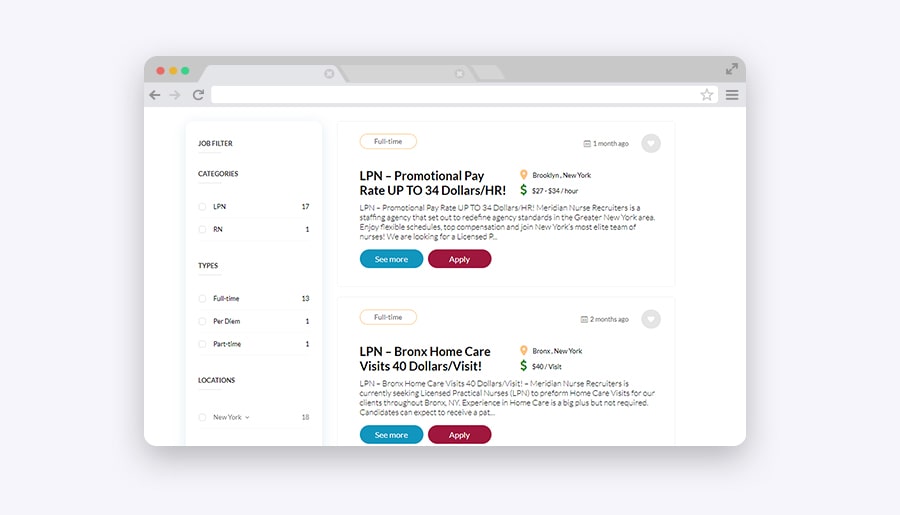 JOB FILTER
CATEGORIES
LPN 17
RN 1
TYPES
Full-time 13
Per Diem 1
Part-time 1
LOCATIONS
New York 18
Full-time
1 month ago
LPN – Promotional Pay
Rate UP TO 34 Dollars/HR!
Brooklyn , New York
$ $27 - $34 / hour
LPN – Promotional Pay Rate UP TO 34 Dollars/HR! Meridian Nurse Recruiters is a
staffing agency that set out to redefine agency standards in the Greater New York area.
Enjoy flexible schedules, top compensation and join New York's most elite team of
nurses! We are looking for a Licensed P...
See more Apply
Full-time
2 months ago
LPN – Bronx Home Care
Visits 40 Dollars/Visit!
Bronx , New York
$ $40 / Visit
LPN – Bronx Home Care Visits 40 Dollars/Visit! – Meridian Nurse Recruiters is
currently seeking Licensed Practical Nurses (LPN) to preform Home Care Visits for our
clients throughout Bronx, NY. Experience in Home Care is a big plus but not required.
Candidates can expect to receive a pat...
See more Apply